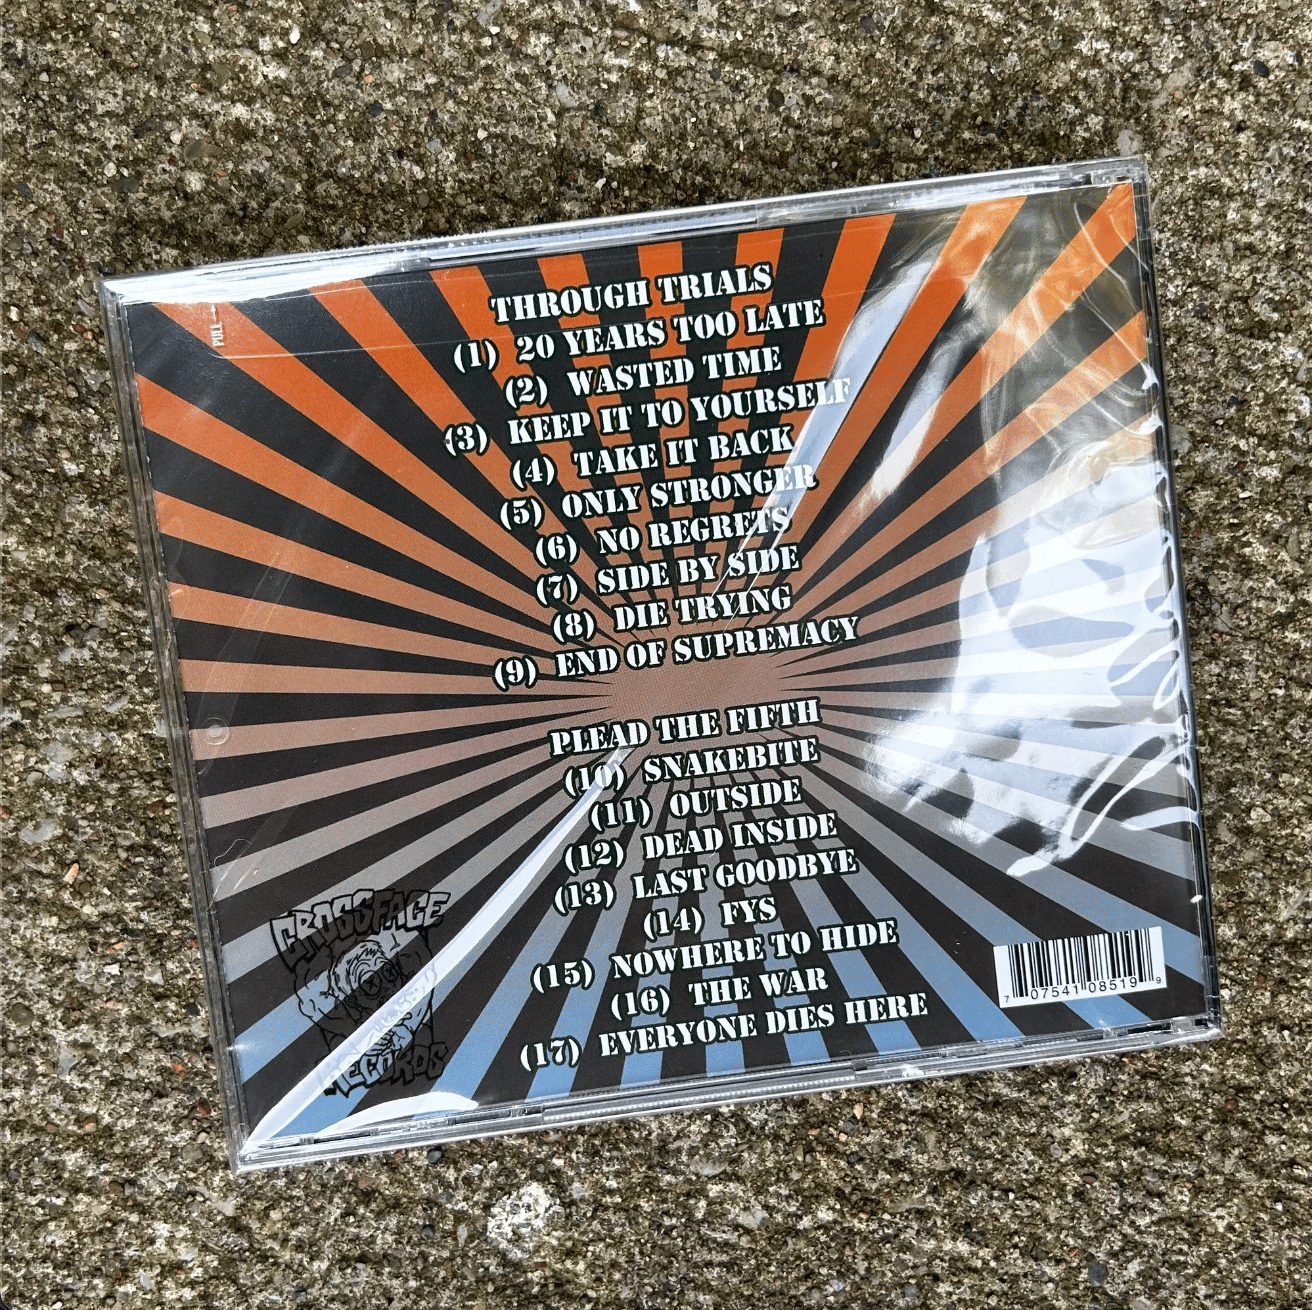 PULL→
THROUGH TRIALS
(1) 20 YEARS TOO LATE
(2) WASTED TIME
(3) KEEP IT TO YOURSELF
(4) TAKE IT BACK
(5) ONLY STRONGER
(6) NO REGRETS
(7) SIDE BY SIDE
(8) DIE TRYING
(9) END OF SUPREMACY
PLEAD THE FIFTH
(10) SNAKEBITE
(11) OUTSIDE
(12) DEAD INSIDE
(13) LAST GOODBYE
(14) FYS
(15) NOWHERE TO HIDE
(16) THE WAR
(17) EVERYONE DIES HERE
CROSSFACE
RECORDS
7 07541 08519 9